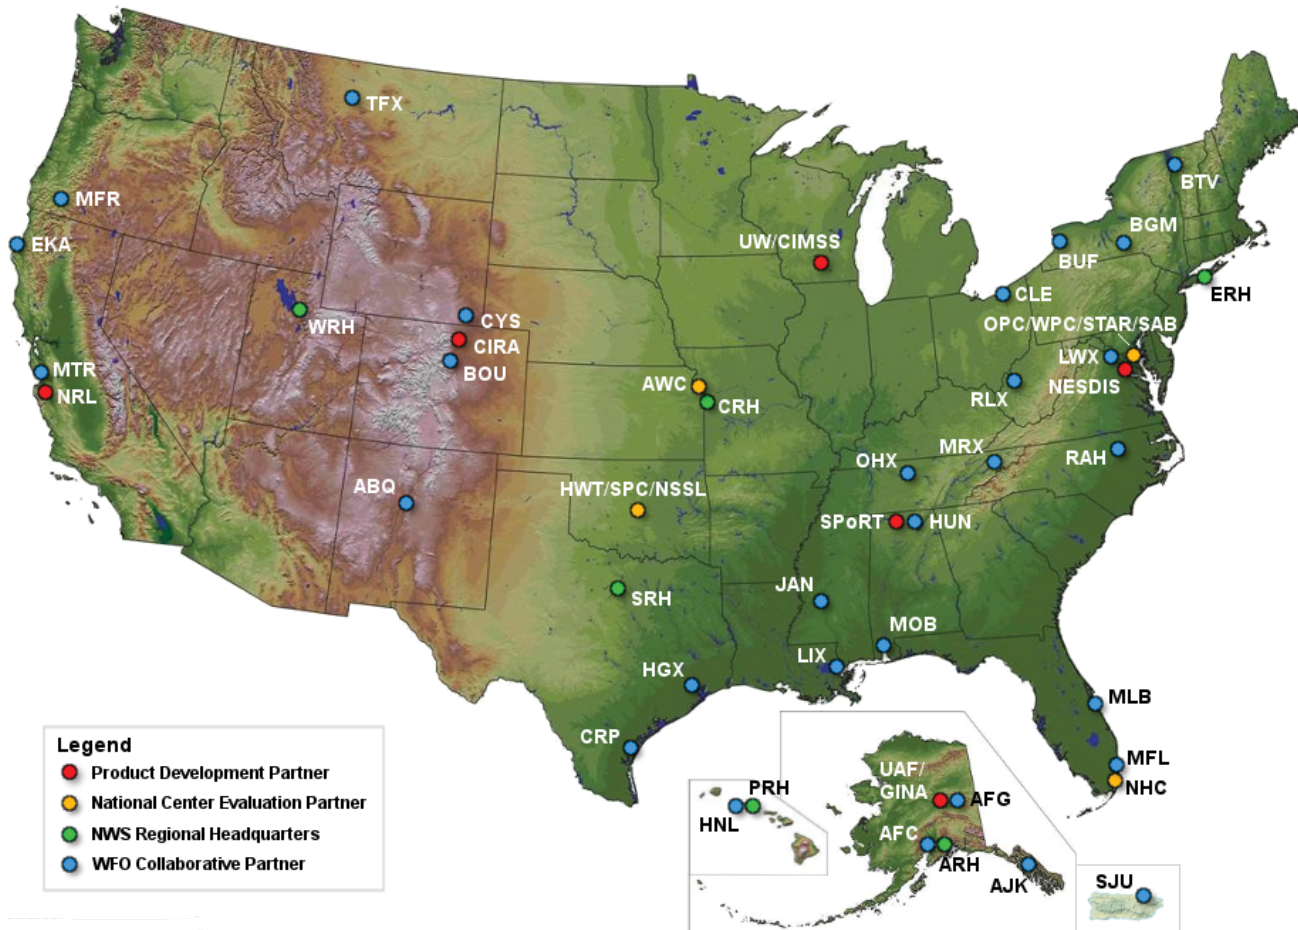 TFX
BTV
MFR
BGM
UW/CIMSS
EKA
BUF
ERH
CLE
WRH
CYS
OPC/WPC/STAR/SAB
CIRA
LWX
MTR
BOU
AWC
NESDIS
NRL
CRH
RLX
MRX
RAH
OHX
ABQ
HWT/SPC/NSSL
SPoRT
HUN
JAN
SRH
MOB
LIX
HGX
MLB
CRP
MFL
NHC
UAF/
GINA
PRH
AFG
HNL
AFC
ARH
AJK
SJU
Legend
Product Development Partner
National Center Evaluation Partner
NWS Regional Headquarters
WFO Collaborative Partner